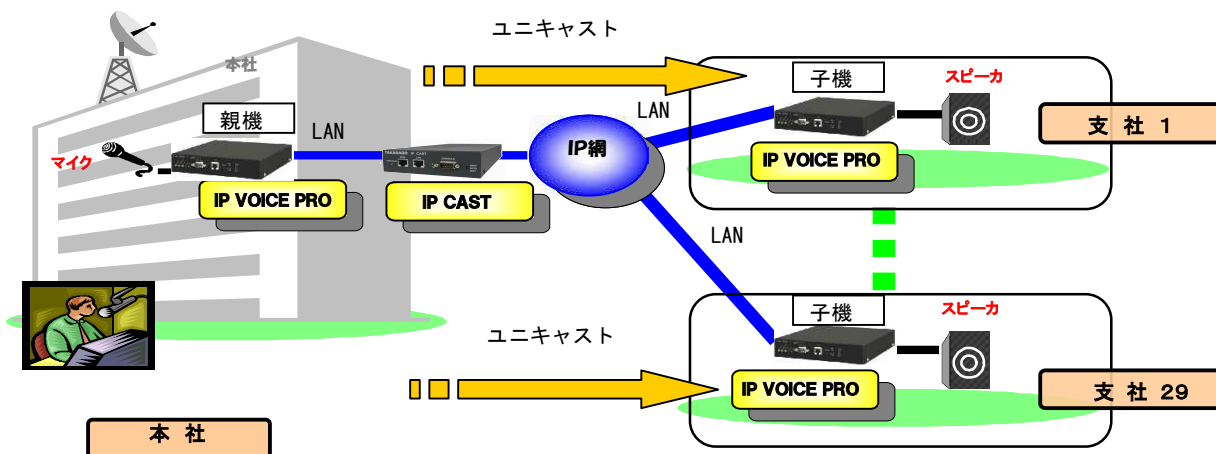 ユニキャスト
本社
親機
マイク
LAN
IP VOICE PRO
IP CAST
IP網
LAN
子機
スピーカ
IP VOICE PRO
支 社 1
LAN
ユニキャスト
子機
スピーカ
IP VOICE PRO
支 社 29
本 社